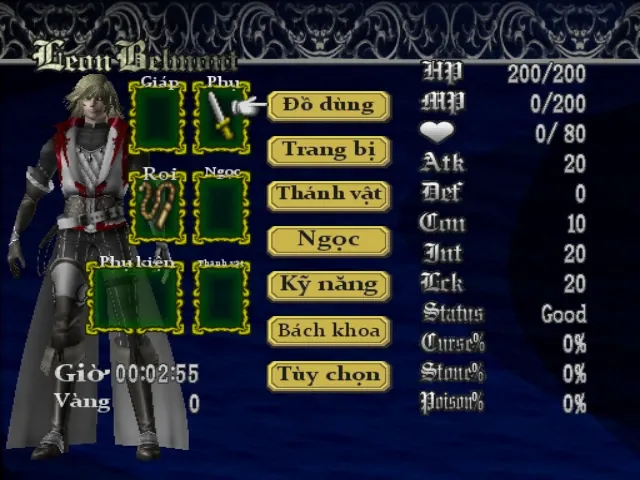 Leon Belmont
Giáp
Phụ
Roi
Ngọc
Phụ kiện
Thánh vật
Giờ 00:02:55
Vàng 0
Đồ dùng
Trang bị
Thánh vật
Ngọc
Kỹ năng
Bách khoa
Tùy chọn
HP 200/200
MP 0/200
0/ 80
Atk 20
Def 0
Con 10
Int 20
Lck 20
Status Good
Curse% 0%
Stone% 0%
Poison% 0%